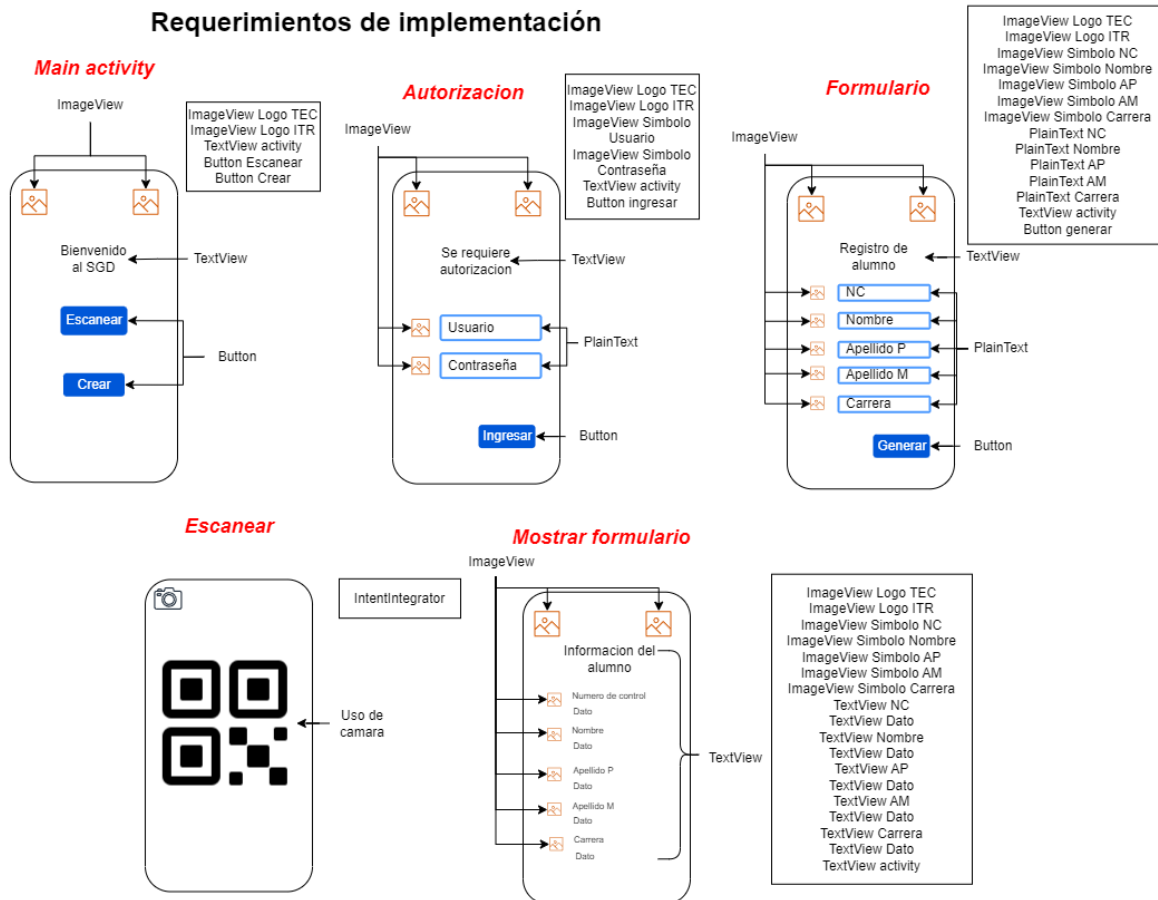 Requerimientos de implementación
Main activity
ImageView
ImageView Logo TEC
ImageView Logo ITR
TextView activity
Button Escanear
Button Crear
Bienvenido
al SGD
TextView
Escanear
Button
Crear
Autorizacion
ImageView
ImageView Logo TEC
ImageView Logo ITR
ImageView Simbolo
Usuario
ImageView Simbolo
Contraseña
TextView activity
Button ingresar
Se requiere
autorizacion
TextView
Usuario
PlainText
Contraseña
Ingresar
Button
Formulario
ImageView
ImageView Logo TEC
ImageView Logo ITR
ImageView Simbolo NC
ImageView Simbolo Nombre
ImageView Simbolo AP
ImageView Simbolo AM
ImageView Simbolo Carrera
PlainText NC
PlainText Nombre
PlainText AP
PlainText AM
PlainText Carrera
TextView activity
Button generar
Registro de
alumno
TextView
NC
Nombre
Apellido P
PlainText
Apellido M
Carrera
Generar
Button
Escanear
IntentIntegrator
Uso de
camara
Mostrar formulario
ImageView
Informacion del
alumno
Numero de control
Dato
Nombre
Dato
Apellido P
Dato
Apellido M
Dato
Carrera
Dato
TextView
ImageView Logo TEC
ImageView Logo ITR
ImageView Simbolo NC
ImageView Simbolo Nombre
ImageView Simbolo AP
ImageView Simbolo AM
ImageView Simbolo Carrera
TextView NC
TextView Dato
TextView Nombre
TextView Dato
TextView AP
TextView Dato
TextView AM
TextView Dato
TextView Carrera
TextView Dato
TextView activity